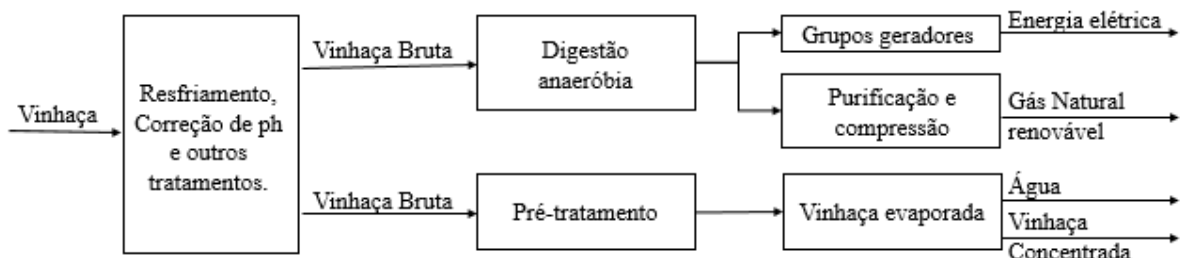 Vinhaça
Resfriamento,
Correção de ph
e outros
tratamentos.
Vinhaça Bruta
Digestão
anaeróbia
Grupos geradores
Energia elétrica
Purificação e
compressão
Gás Natural
renovável
Vinhaça Bruta
Pré-tratamento
Vinhaça evaporada
Água
Vinhaça
Concentrada